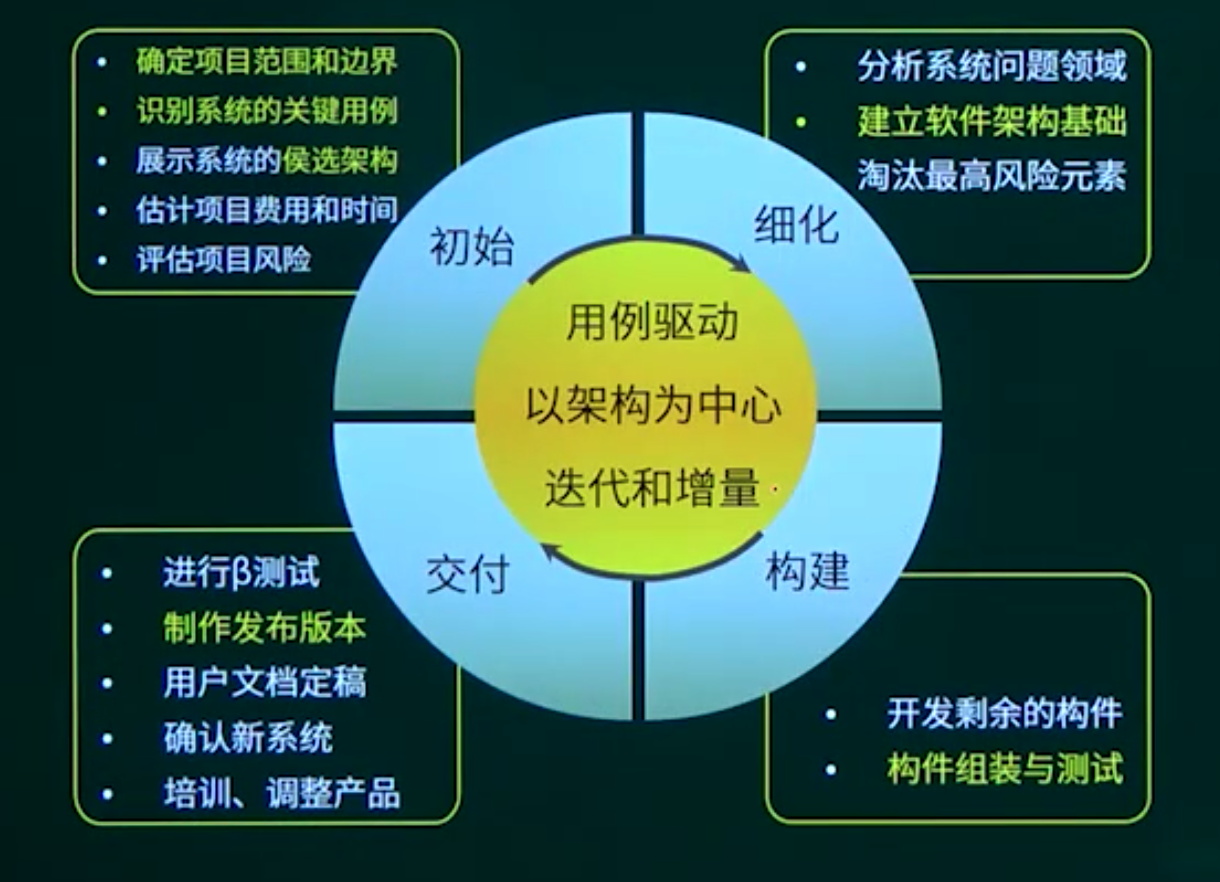 • 确定项目范围和边界
• 识别系统的关键用例
• 展示系统的侯选架构
• 估计项目费用和时间
• 评估项目风险
• 分析系统问题领域
• 建立软件架构基础
淘汰最高风险元素
初始
细化
用例驱动
以架构为中心
迭代和增量
交付
构建
• 进行β测试
• 制作发布版本
• 用户文档定稿
• 确认新系统
• 培训、调整产品
• 开发剩余的构件
• 构件组装与测试